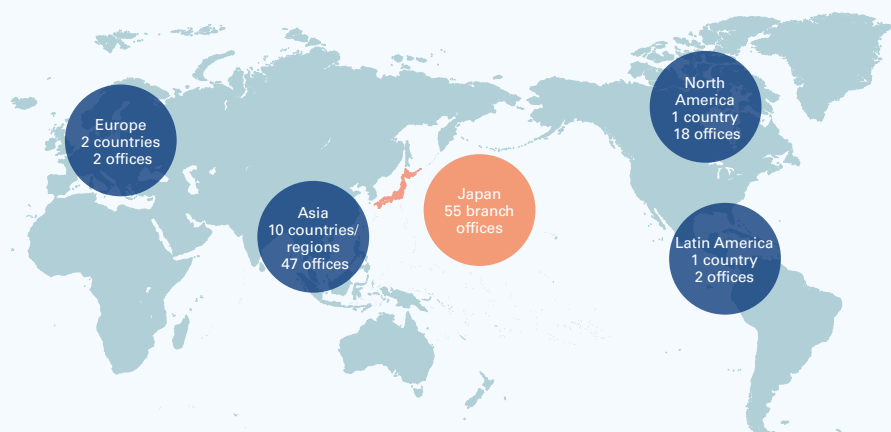 Europe
2 countries
2 offices
Asia
10 countries/
regions
47 offices
Japan
55 branch
offices
North
America
1 country
18 offices
Latin America
1 country
2 offices